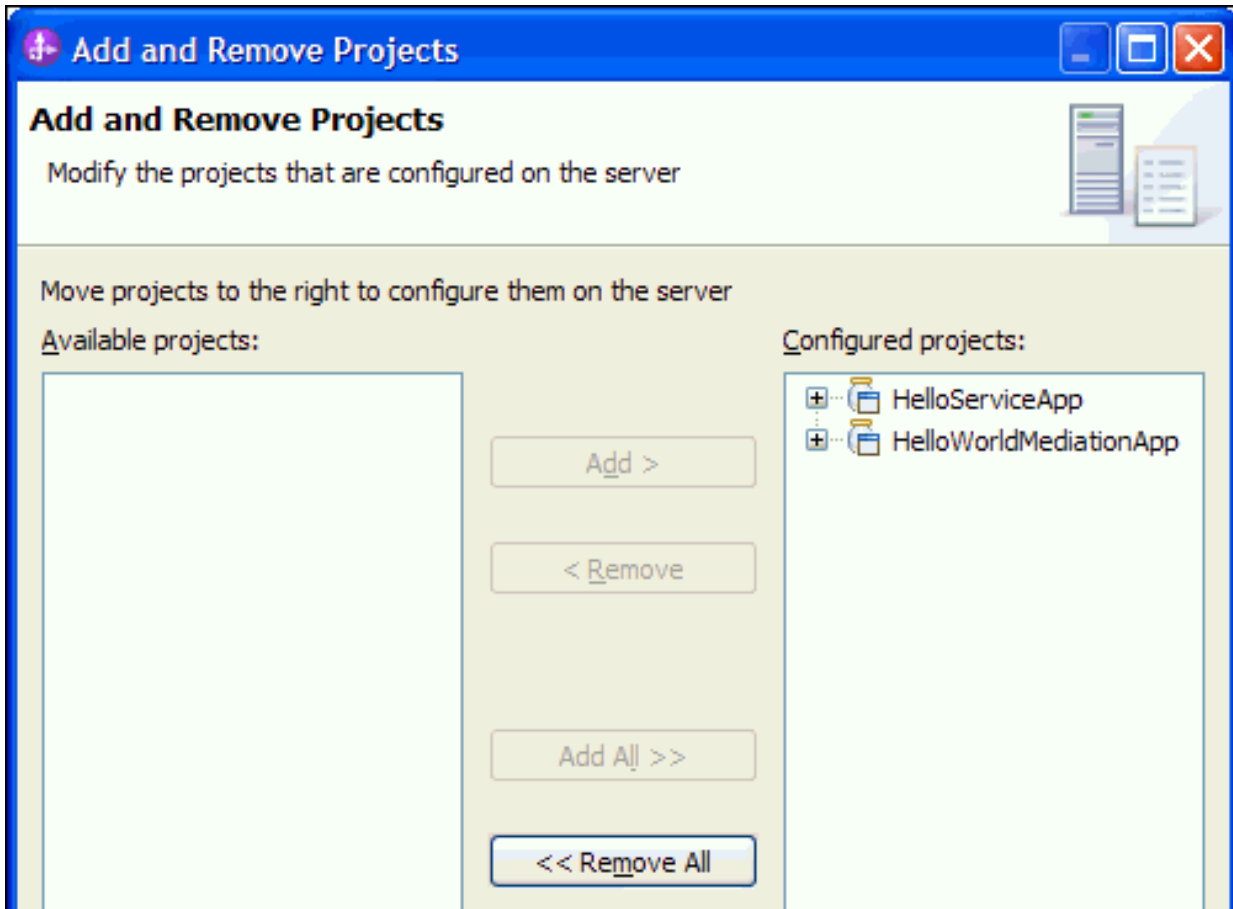 Add and Remove Projects
Add and Remove Projects
Modify the projects that are configured on the server
Move projects to the right to configure them on the server
Available projects:
Configured projects:
HelloServiceApp
HelloWorldMediationApp
Add >
< Remove
Add All >>
<< Remove All